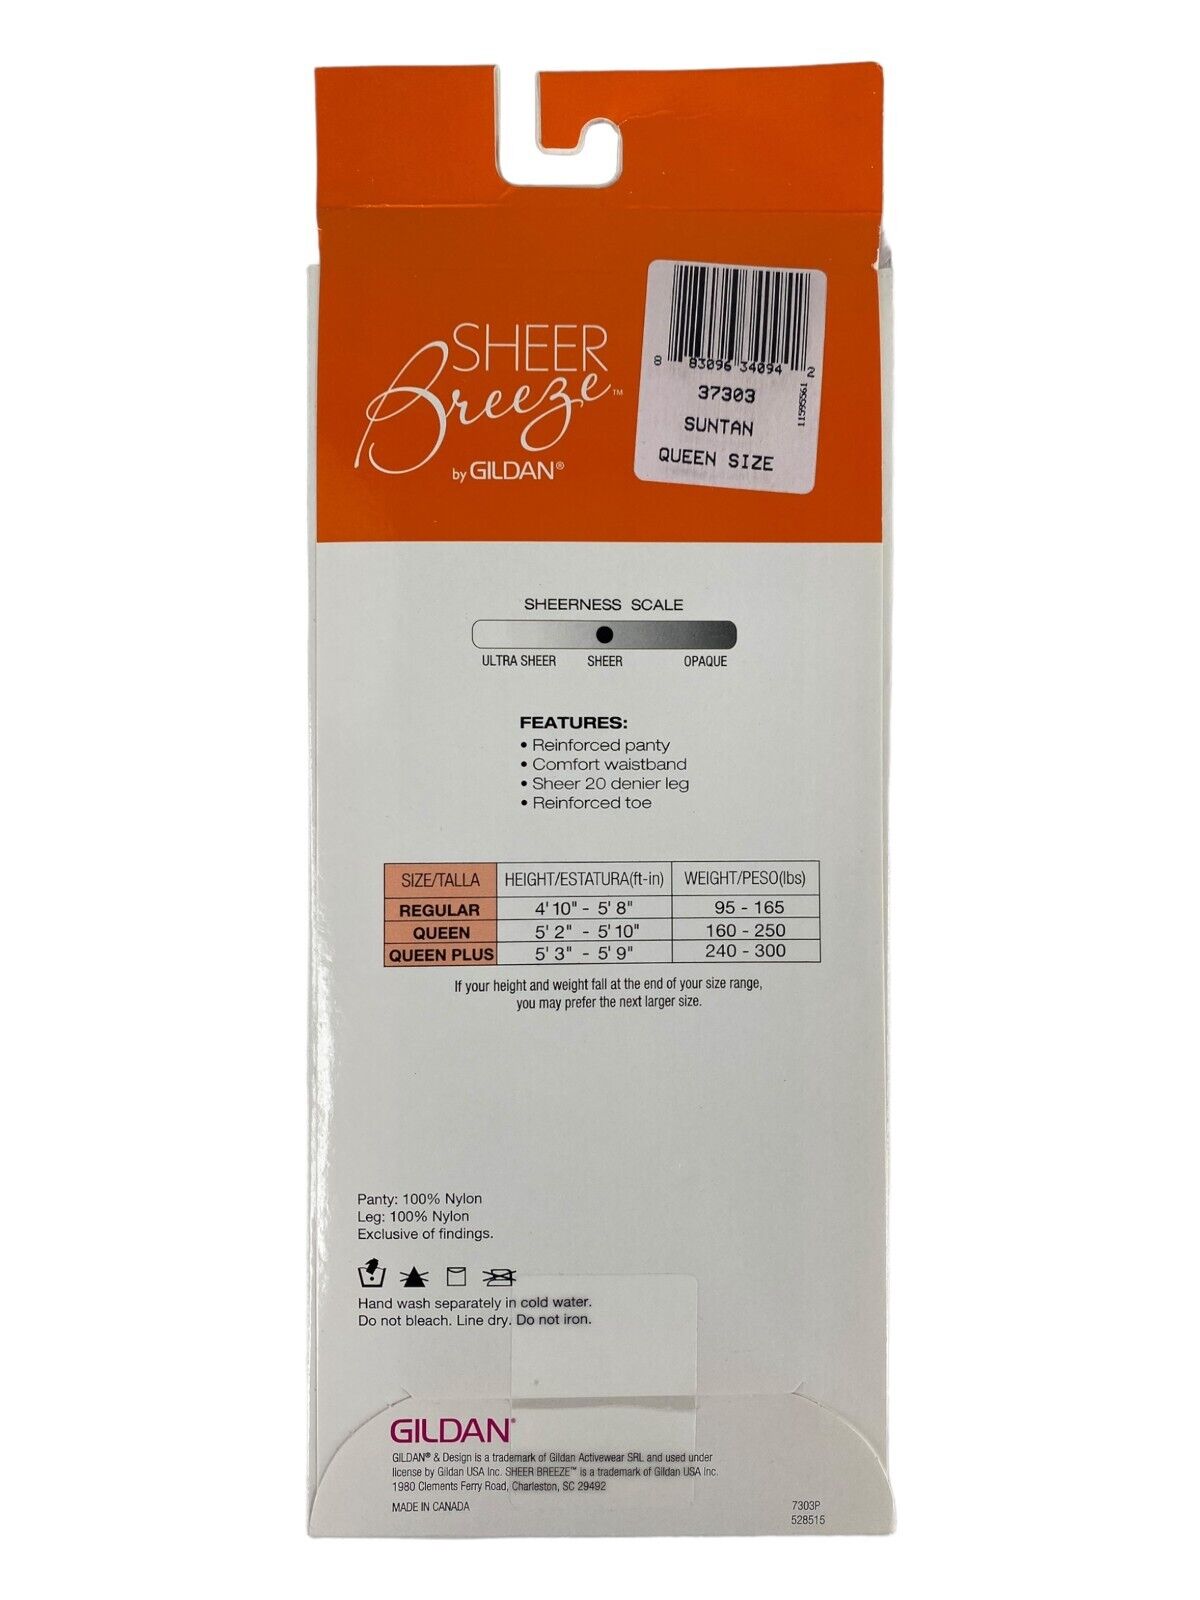 SHEER
Breeze™
by GILDAN®
8 83096 34094 2
11595561
37303
SUNTAN
QUEEN SIZE
SHEERNESS SCALE
ULTRA SHEER SHEER OPAQUE
FEATURES:
• Reinforced panty
• Comfort waistband
• Sheer 20 denier leg
• Reinforced toe
SIZE/TALLA HEIGHT/ESTATURA(ft-in) WEIGHT/PESO(lbs)
REGULAR 4' 10" - 5' 8" 95 - 165
QUEEN 5' 2" - 5' 10" 160 - 250
QUEEN PLUS 5' 3" - 5' 9" 240 - 300
If your height and weight fall at the end of your size range,
you may prefer the next larger size.
Panty: 100% Nylon
Leg: 100% Nylon
Exclusive of findings.
Hand wash separately in cold water.
Do not bleach. Line dry. Do not iron.
GILDAN®
GILDAN® & Design is a trademark of Gildan Activewear SRL and used under
license by Gildan USA Inc. SHEER BREEZE™ is a trademark of Gildan USA Inc.
1980 Clements Ferry Road, Charleston, SC 29492
MADE IN CANADA
7303P
528515